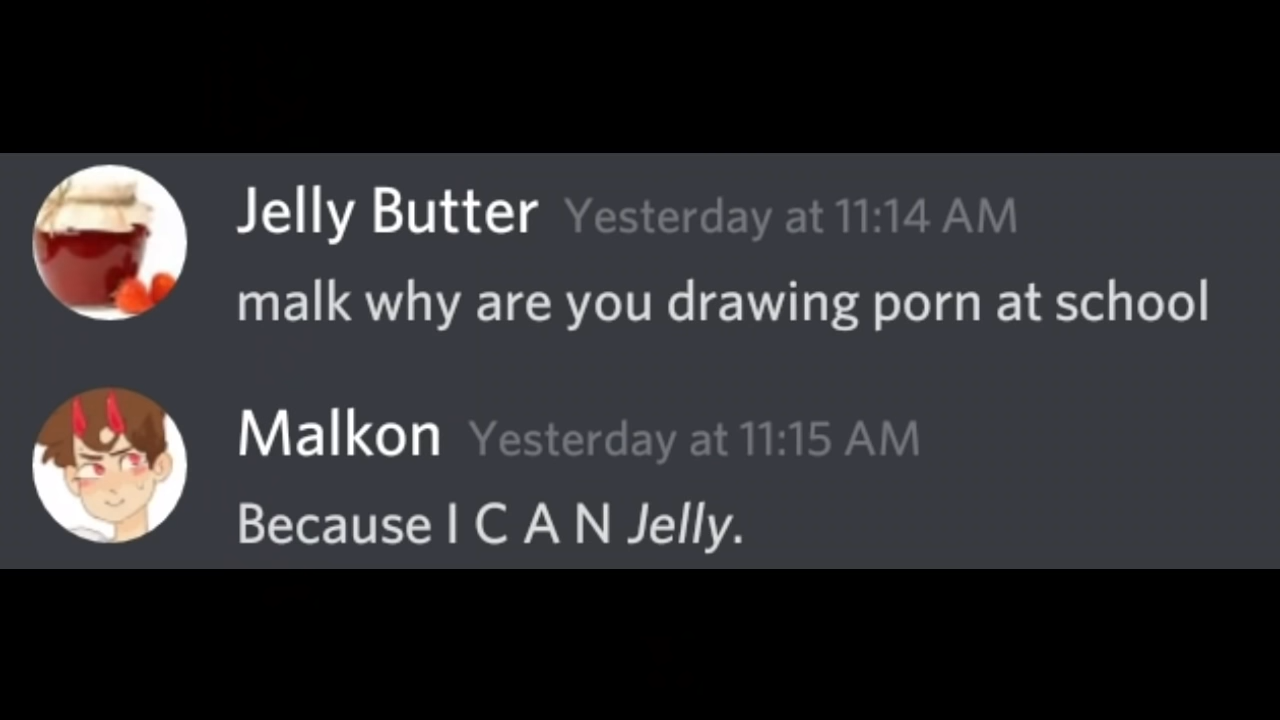 Jelly Butter Yesterday at 11:14 AM
malk why are you drawing porn at school
Malkon Yesterday at 11:15 AM
Because I C A N Jelly.